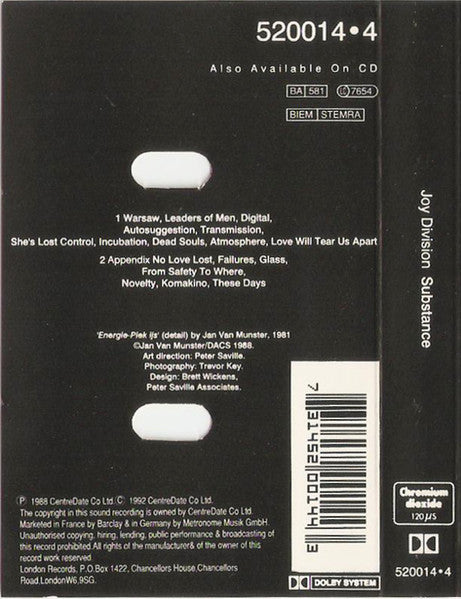 520014•4
Also Available On CD
BA 581 LC 7654
BIEM STEMRA
1 Warsaw, Leaders of Men, Digital,
Autosuggestion, Transmission,
She's Lost Control, Incubation, Dead Souls, Atmosphere, Love Will Tear Us Apart
2 Appendix No Love Lost, Failures, Glass,
From Safety To Where,
Novelty, Komakino, These Days
'Energie-Piek Ijs' (detail) by Jan Van Munster, 1981
©Jan Van Munster/DACS 1988.
Art direction: Peter Saville.
Photography: Trevor Key.
Design: Brett Wickens,
Peter Saville Associates.
7 31452 00144 3
Ⓟ 1988 CentreDate Co Ltd.© 1992 CentreDate Co Ltd.
The copyright in this sound recording is owned by CentreDate Co Ltd.
Marketed in France by Barclay & in Germany by Metronome Musik GmbH.
Unauthorised copying, hiring, lending, public performance & broadcasting of
this record prohibited.All rights of the manufacturer& of the owner of this
record work reserved.
London Records, P.O Box 1422, Chancellors House,Chancellors
Road.LondonW6,9SG.
DOLBY SYSTEM
Joy Division Substance
Chromium
dioxide
120 µS
520014•4